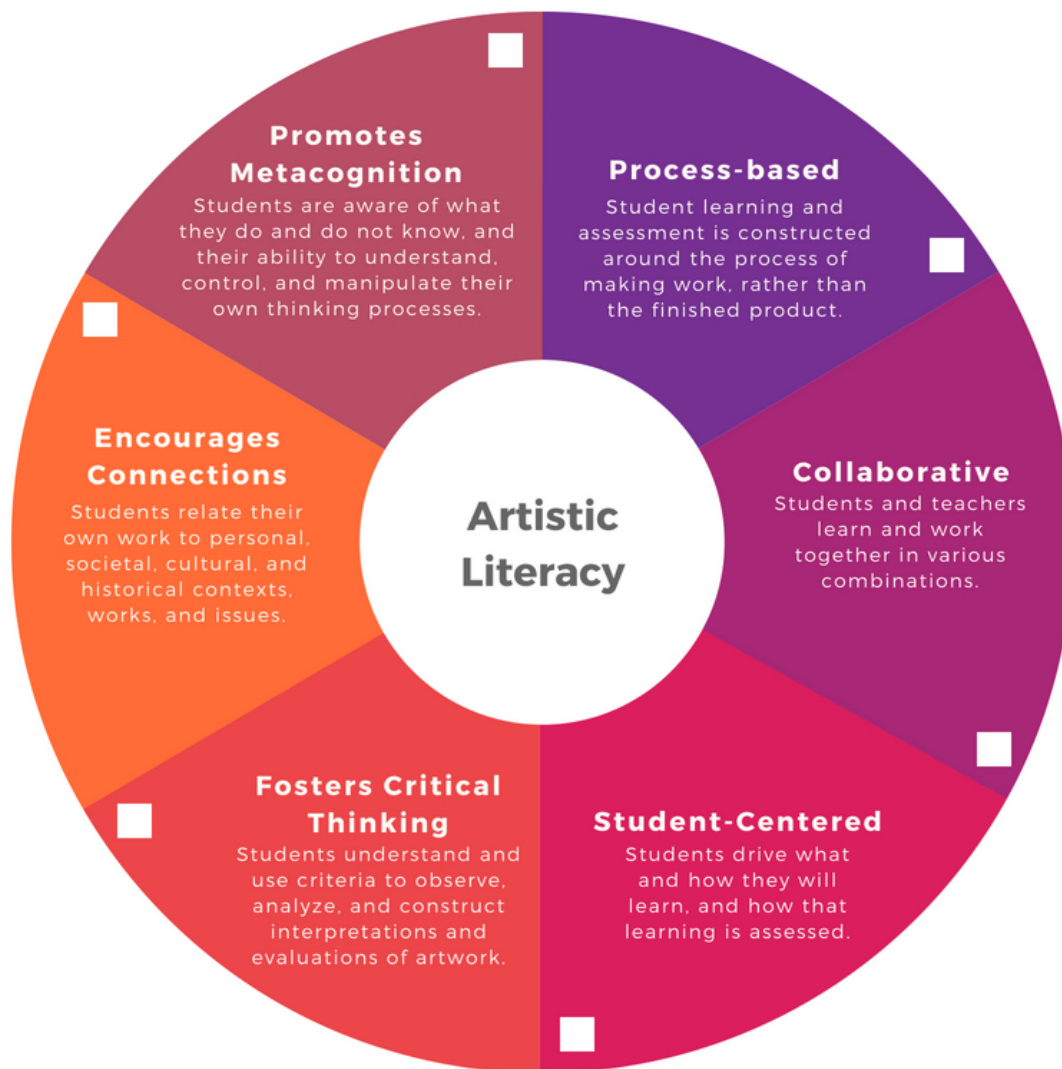 Promotes
Metacognition
Students are aware of what
they do and do not know, and
their ability to understand,
control, and manipulate their
own thinking processes.
Process-based
Student learning and
assessment is constructed
around the process of
making work, rather than
the finished product.
Collaborative
Students and teachers
learn and work
together in various
combinations.
Student-Centered
Students drive what
and how they will
learn, and how that
learning is assessed.
Fosters Critical
Thinking
Students understand and
use criteria to observe,
analyze, and construct
interpretations and
evaluations of artwork.
Encourages
Connections
Students relate their
own work to personal,
societal, cultural, and
historical contexts,
works, and issues.
Artistic
Literacy